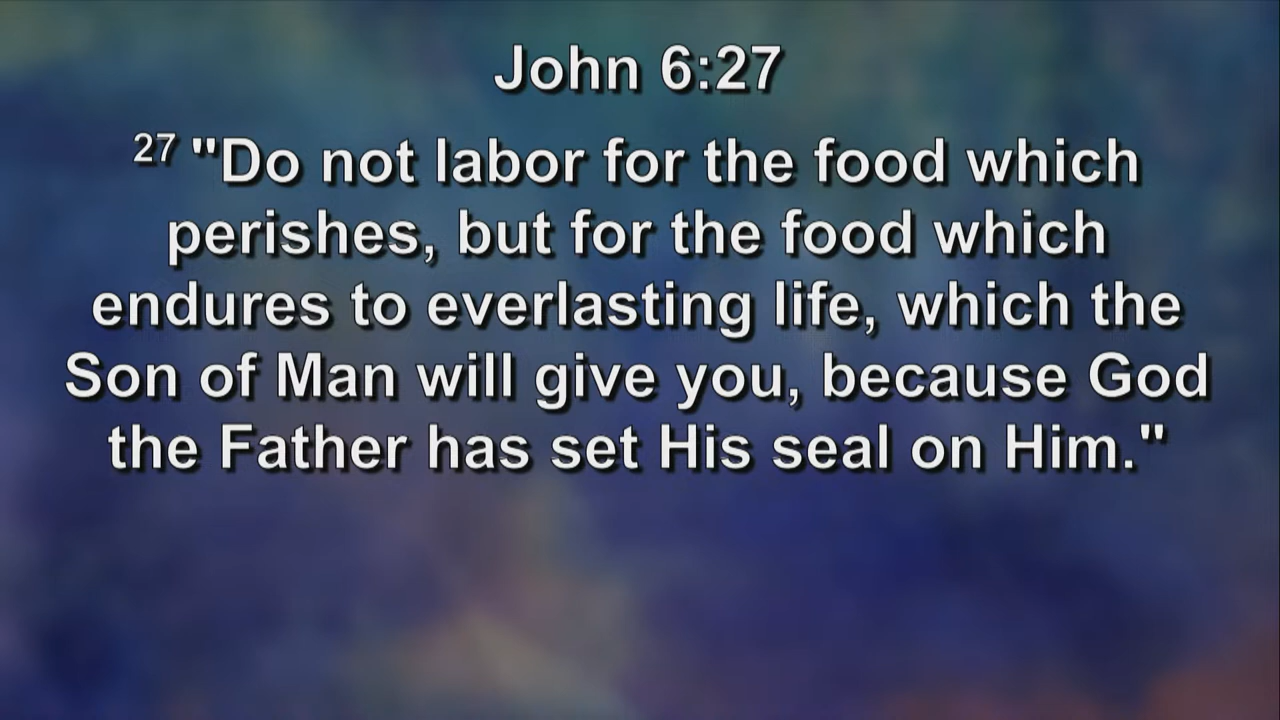 John 6:27
27 "Do not labor for the food which
perishes, but for the food which
endures to everlasting life, which the
Son of Man will give you, because God
the Father has set His seal on Him."